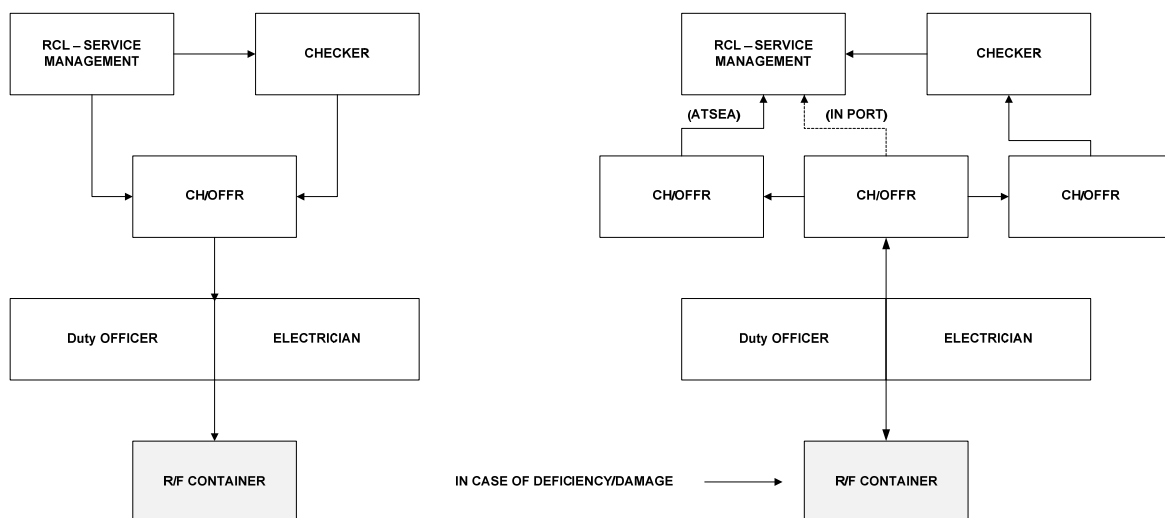 RCL – SERVICE
MANAGEMENT
CHECKER
CH/OFFR
Duty OFFICER
ELECTRICIAN
R/F CONTAINER
RCL – SERVICE
MANAGEMENT
CHECKER
(ATSEA)
(IN PORT)
CH/OFFR
CH/OFFR
CH/OFFR
Duty OFFICER
ELECTRICIAN
IN CASE OF DEFICIENCY/DAMAGE
R/F CONTAINER